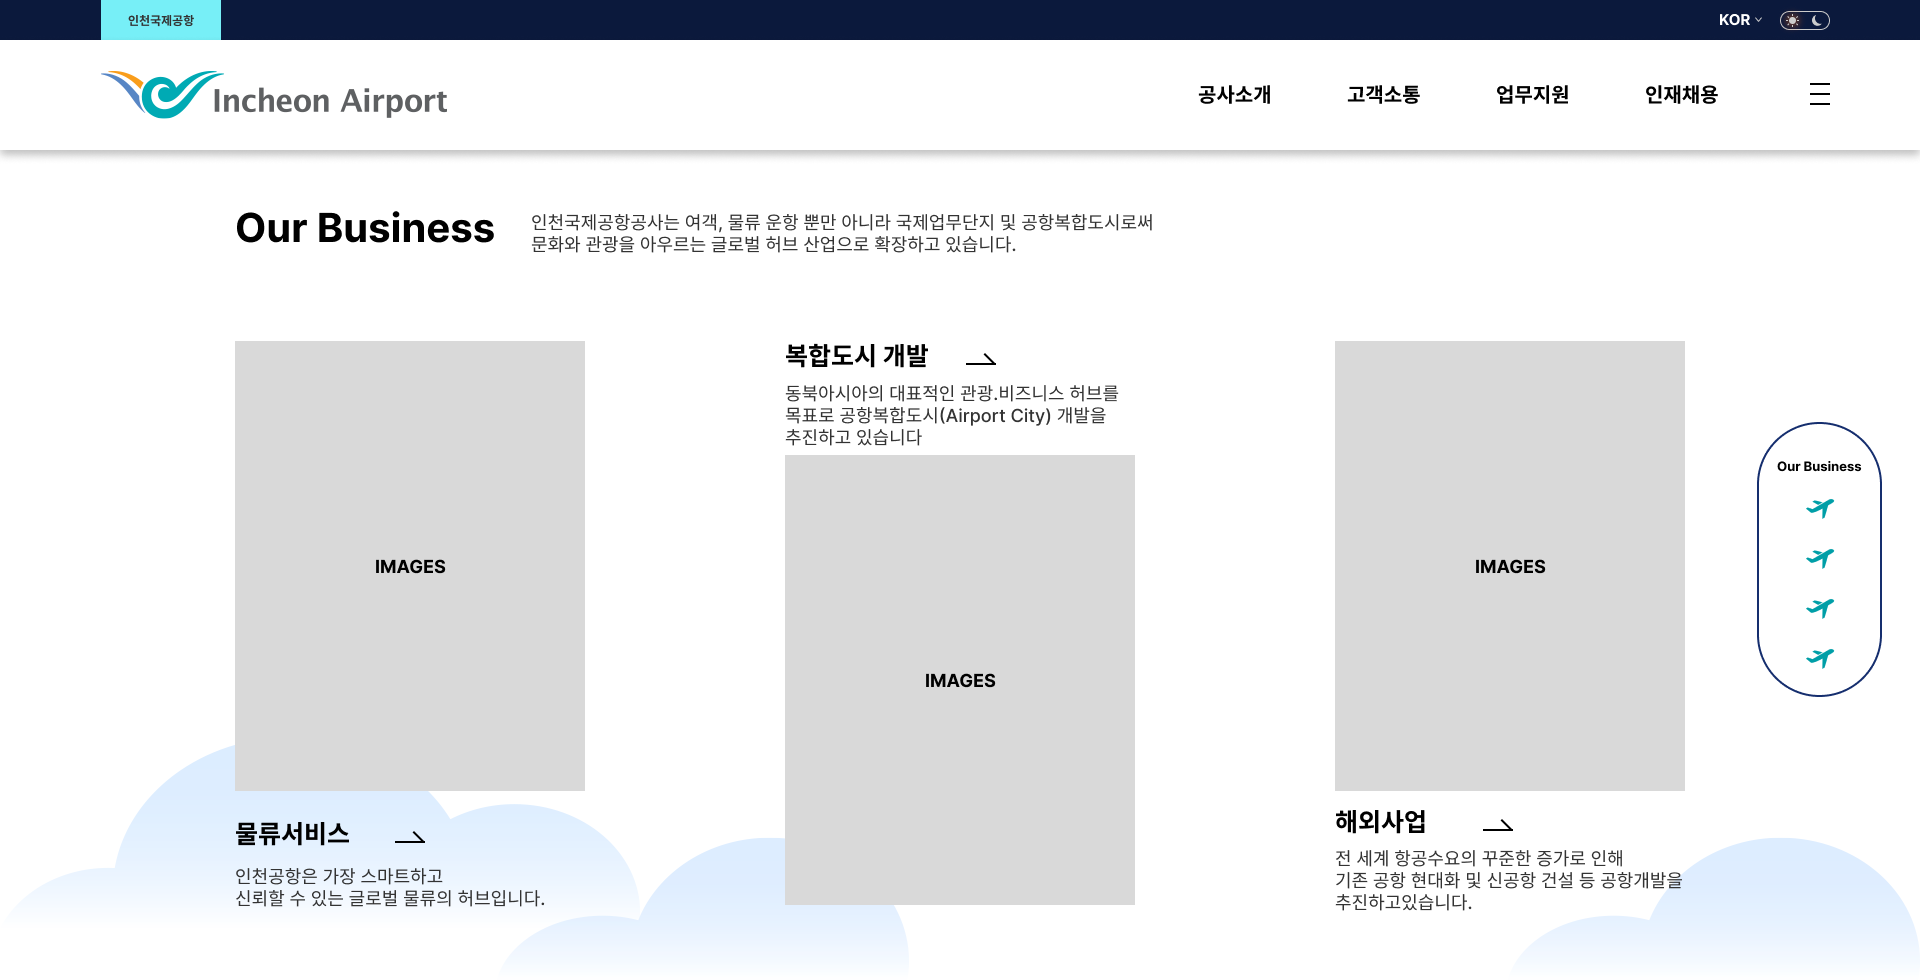 인천국제공항
KOR
Incheon Airport
공사소개
고객소통
업무지원
인재채용
Our Business
인천국제공항공사는 여객, 물류 운항 뿐만 아니라 국제업무단지 및 공항복합도시로써
문화와 관광을 아우르는 글로벌 허브 산업으로 확장하고 있습니다.
IMAGES
물류서비스
인천공항은 가장 스마트하고
신뢰할 수 있는 글로벌 물류의 허브입니다.
복합도시 개발
동북아시아의 대표적인 관광.비즈니스 허브를
목표로 공항복합도시(Airport City) 개발을
추진하고 있습니다
IMAGES
IMAGES
해외사업
전 세계 항공수요의 꾸준한 증가로 인해
기존 공항 현대화 및 신공항 건설 등 공항개발을
추진하고있습니다.
Our Business